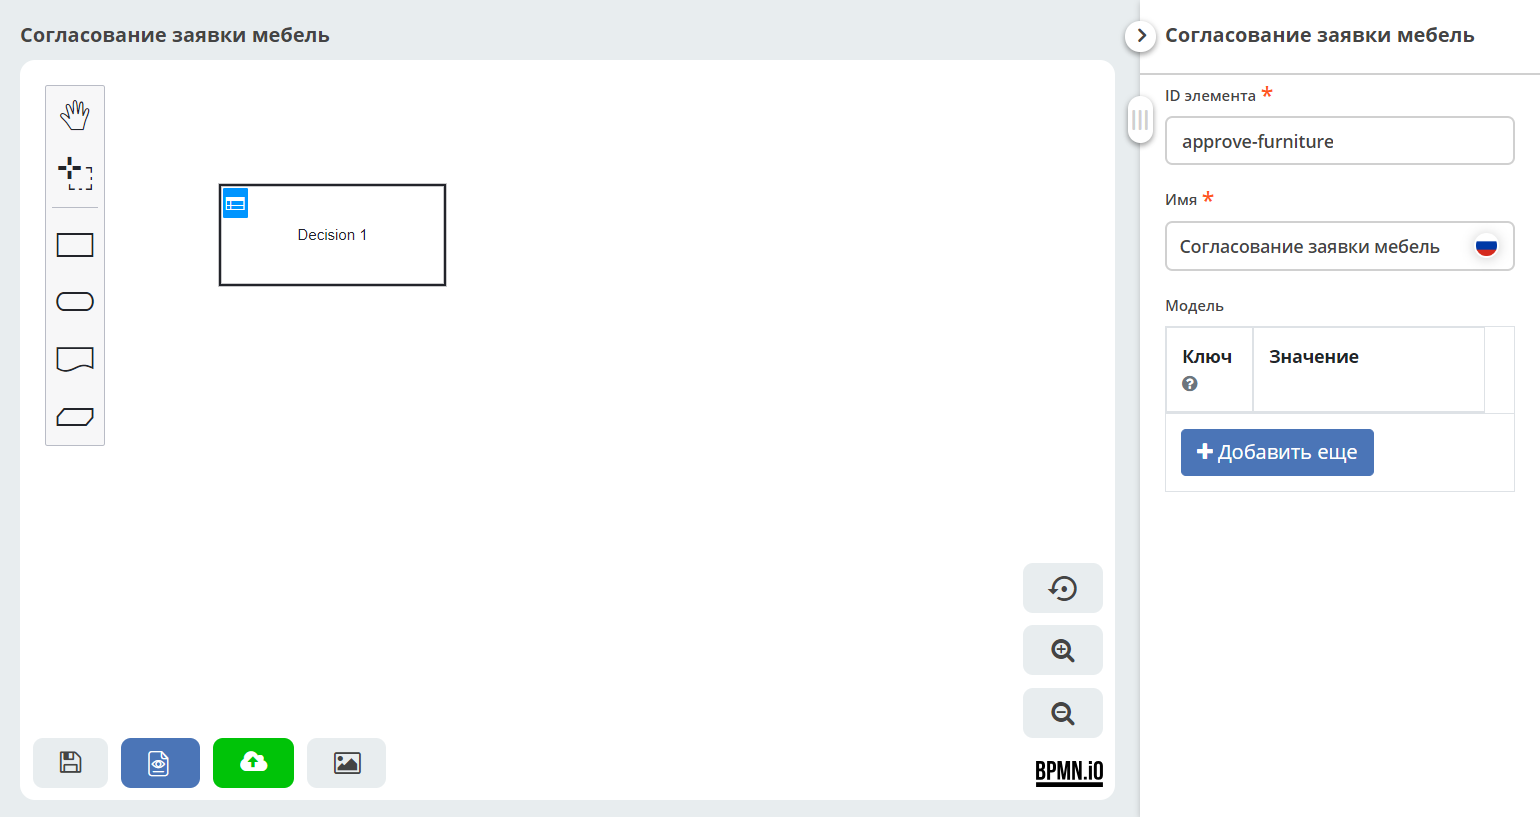 Согласование заявки мебель
Decision 1
BPMN.iO
Согласование заявки мебель
ID элемента *
approve-furniture
Имя *
Согласование заявки мебель
Модель
Ключ Значение
Добавить еще